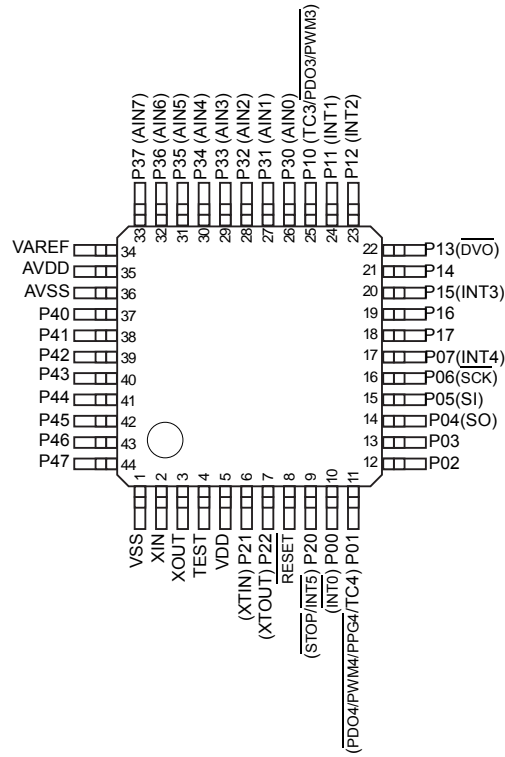 P37 (AIN7)
P36 (AIN6)
P35 (AIN5)
P34 (AIN4)
P33 (AIN3)
P32 (AIN2)
P31 (AIN1)
P30 (AIN0)
P10 (TC3/PDO3/PWM3)
P11 (INT1)
P12 (INT2)
33
32
31
30
29
28
27
26
25
24
23
VAREF 34
AVDD 35
AVSS 36
P40 37
P41 38
P42 39
P43 40
P44 41
P45 42
P46 43
P47 44
22 P13(DVO)
21 P14
20 P15(INT3)
19 P16
18 P17
17 P07(INT4)
16 P06(SCK)
15 P05(SI)
14 P04(SO)
13 P03
12 P02
1
2
3
4
5
6
7
8
9
10
11
VSS
XIN
XOUT
TEST
VDD
(XTIN) P21
(XTOUT) P22
RESET
(STOP/INT5) P20
(INT0) P00
(PDO4/PWM4/PPG4/TC4) P01